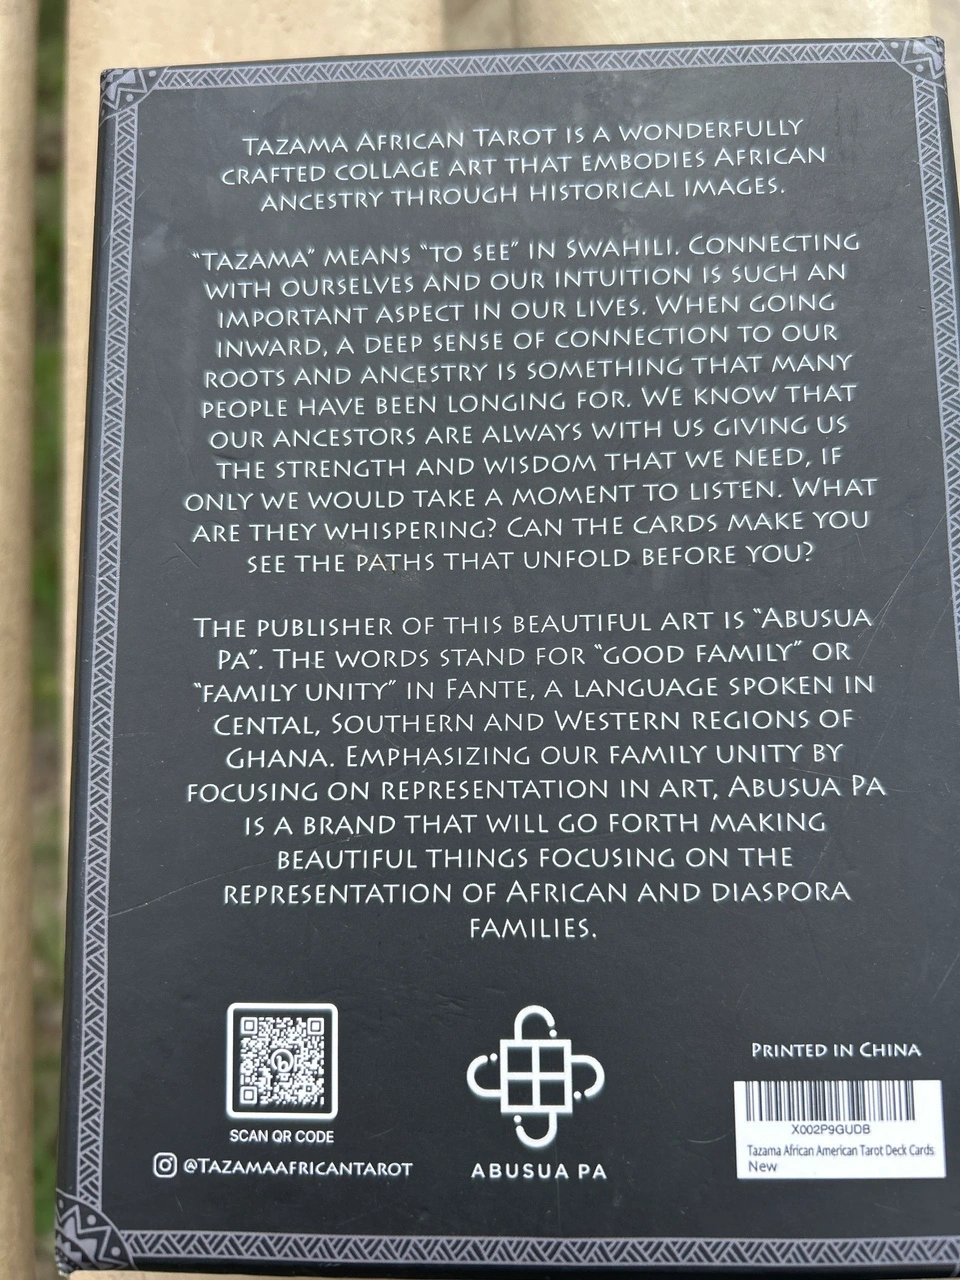 Tazama African Tarot is a wonderfully
crafted collage art that embodies African
ancestry through historical images.
"Tazama" means "to see" in Swahili. Connecting
with ourselves and our intuition is such an
important aspect in our lives. When going
inward, a deep sense of connection to our
roots and ancestry is something that many
people have been longing for. We know that
our ancestors are always with us giving us
the strength and wisdom that we need, if
only we would take a moment to listen. What
are they whispering? Can the cards make you
see the paths that unfold before you?
The publisher of this beautiful art is "Abusua
Pa". The words stand for "good family" or
"family unity" in Fante, a language spoken in
Cental, Southern and Western regions of
Ghana. Emphasizing our family unity by
focusing on representation in art, Abusua Pa
is a brand that will go forth making
beautiful things focusing on the
representation of African and diaspora
families.
SCAN QR CODE
@Tazamaafricantarot
ABUSUA PA
Printed in China
X002P9GUDB
Tazama African American Tarot Deck Cards
New